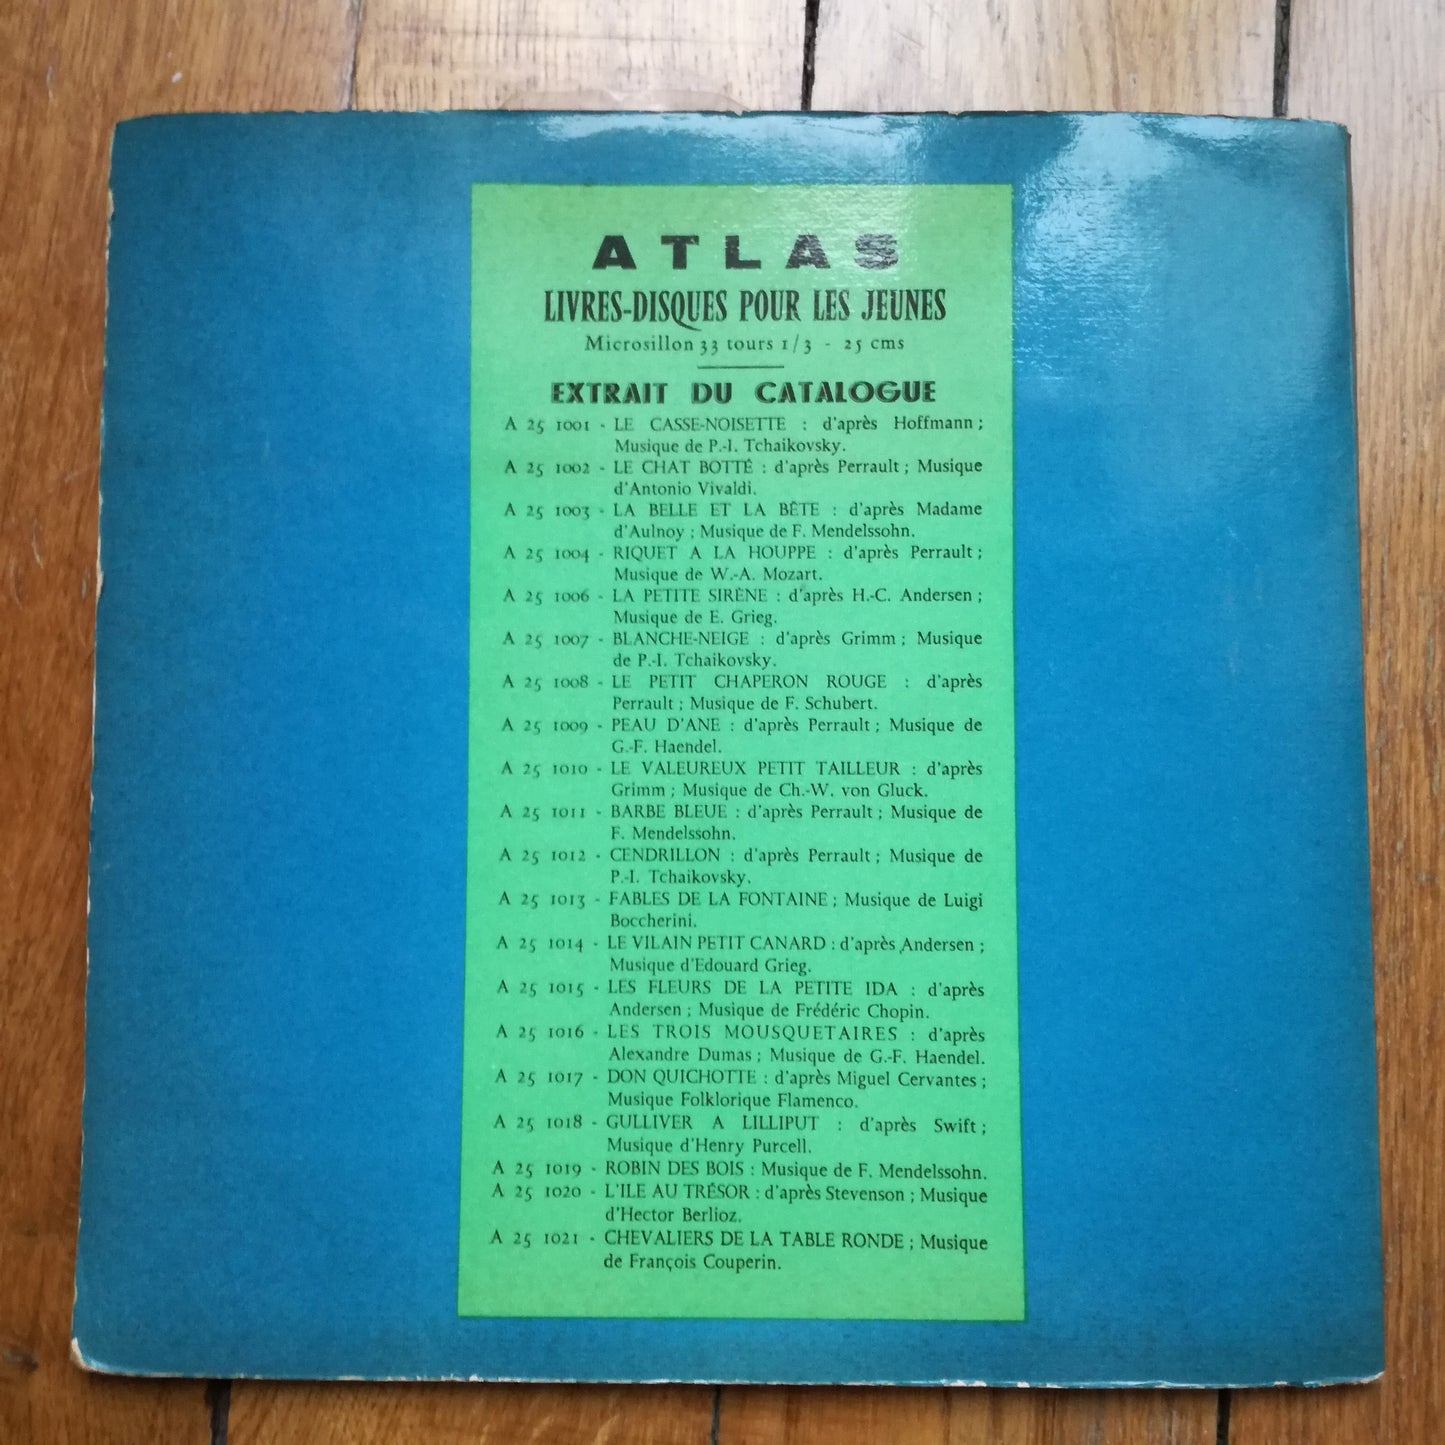 ATLAS
LIVRES-DISQUES POUR LES JEUNES
Microsillon 33 tours 1/3 - 25 cms
EXTRAIT DU CATALOGUE
A 25 1001 - LE CASSE-NOISETTE : d'après Hoffmann ;
Musique de P.-I. Tchaikovsky.
A 25 1002 - LE CHAT BOTTÉ : d'après Perrault ; Musique
d'Antonio Vivaldi.
A 25 1003 - LA BELLE ET LA BÊTE : d'après Madame
d'Aulnoy ; Musique de F. Mendelssohn.
A 25 1004 - RIQUET A LA HOUPPE : d'après Perrault ;
Musique de W.-A. Mozart.
A 25 1006 - LA PETITE SIRÈNE : d'après H.-C. Andersen ;
Musique de E. Grieg.
A 25 1007 - BLANCHE-NEIGE : d'après Grimm ; Musique
de P.-I. Tchaikovsky.
A 25 1008 - LE PETIT CHAPERON ROUGE : d'après
Perrault ; Musique de F. Schubert.
A 25 1009 - PEAU D'ANE : d'après Perrault ; Musique de
G.-F. Haendel.
A 25 1010 - LE VALEUREUX PETIT TAILLEUR : d'après
Grimm ; Musique de Ch.-W. von Gluck.
A 25 1011 - BARBE BLEUE : d'après Perrault ; Musique de
F. Mendelssohn.
A 25 1012 - CENDRILLON : d'après Perrault ; Musique de
P.-I. Tchaikovsky.
A 25 1013 - FABLES DE LA FONTAINE ; Musique de Luigi
Boccherini.
A 25 1014 - LE VILAIN PETIT CANARD : d'après Andersen ;
Musique d'Edouard Grieg.
A 25 1015 - LES FLEURS DE LA PETITE IDA : d'après
Andersen ; Musique de Frédéric Chopin.
A 25 1016 - LES TROIS MOUSQUETAIRES : d'après
Alexandre Dumas ; Musique de G.-F. Haendel.
A 25 1017 - DON QUICHOTTE : d'après Miguel Cervantes ;
Musique Folklorique Flamenco.
A 25 1018 - GULLIVER A LILLIPUT : d'après Swift ;
Musique d'Henry Purcell.
A 25 1019 - ROBIN DES BOIS : Musique de F. Mendelssohn.
A 25 1020 - L'ILE AU TRÉSOR : d'après Stevenson ; Musique
d'Hector Berlioz.
A 25 1021 - CHEVALIERS DE LA TABLE RONDE ; Musique
de François Couperin.